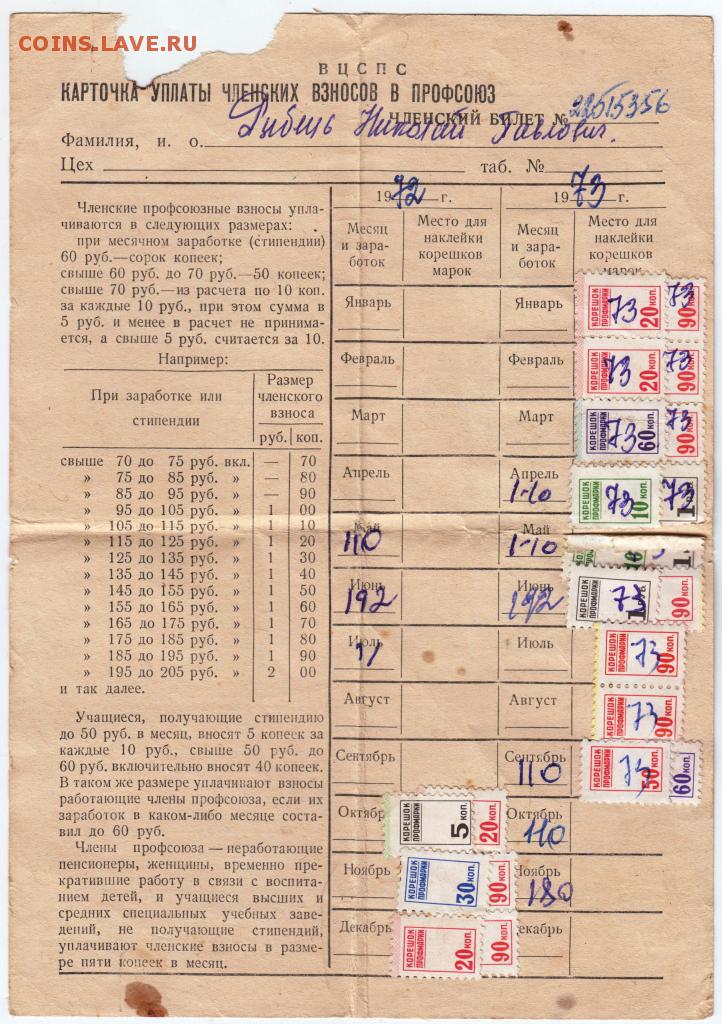 COINS.LAVE.RU
ВЦСПС
КАРТОЧКА УПЛАТЫ ЧЛЕНСКИХ ВЗНОСОВ В ПРОФСОЮЗ
ЧЛЕНСКИЙ БИЛЕТ № 22615356
Фамилия, и. о. Николай Павлович.
Цех таб. №
Членские профсоюзные взносы упла-
чиваются в следующих размерах:
при месячном заработке (стипендии)
60 руб.—сорок копеек;
свыше 60 руб. до 70 руб.—50 копеек;
свыше 70 руб.—из расчета по 10 коп.
за каждые 10 руб., при этом сумма в
5 руб. и менее в расчет не принима-
ется, а свыше 5 руб. считается за 10.
Например:
При заработке или стипендии
Размер членского взноса
руб. коп.
свыше 70 до 75 руб. вкл. — 70
» 75 до 85 руб. » — 80
» 85 до 95 руб. » — 90
» 95 до 105 руб. » 1 00
» 105 до 115 руб. » 1 10
» 115 до 125 руб. » 1 20
» 125 до 135 руб. » 1 30
» 135 до 145 руб. » 1 40
» 145 до 155 руб. » 1 50
» 155 до 165 руб. » 1 60
» 165 до 175 руб. » 1 70
» 175 до 185 руб. » 1 80
» 185 до 195 руб. » 1 90
» 195 до 205 руб. » 2 00
и так далее.
Учащиеся, получающие стипендию
до 50 руб. в месяц, вносят 5 копеек за
каждые 10 руб., свыше 50 руб. до
60 руб. включительно вносят 40 копеек.
В таком же размере уплачивают взносы
работающие члены профсоюза, если их
заработок в каком-либо месяце соста-
вил до 60 руб.
Члены профсоюза—неработающие
пенсионеры, женщины, временно пре-
кратившие работу в связи с воспита-
нием детей, и учащиеся высших и
средних специальных учебных заве-
дений, не получающие стипендий,
уплачивают членские взносы в разме-
ре пяти копеек в месяц.
1972 г. 1973 г.
Месяц и зара-боток
Место для наклейки корешков марок
Месяц и зара-боток
Место для наклейки корешков марок
Январь Январь КОРЕШОК ПРОФМАРКИ 20 коп. 73 90 73
Февраль Февраль КОРЕШОК ПРОФМАРКИ 20 коп. 73 90 73
Март Март КОРЕШОК ПРОФМАРКИ 60 коп. 73 90 73
Апрель Апрель 1-10 КОРЕШОК ПРОФМАРКИ 10 коп. 73 73
Май 110 Май 1-10
Июнь 192 Июнь 192 КОРЕШОК ПРОФМАРКИ 73 90 коп.
Июль Июль КОРЕШОК ПРОФМАРКИ 90 коп. 73
Август Август КОРЕШОК ПРОФМАРКИ 90 коп. 73
Сентябрь Сентябрь 110 КОРЕШОК ПРОФМАРКИ 50 коп. 73 60 коп.
Октябрь КОРЕШОК ПРОФМАРКИ 5 коп. 20 коп. Октябрь 110
Ноябрь КОРЕШОК ПРОФМАРКИ 30 коп. 90 коп. Ноябрь 180
Декабрь КОРЕШОК ПРОФМАРКИ 20 коп. 90 коп. Декабрь